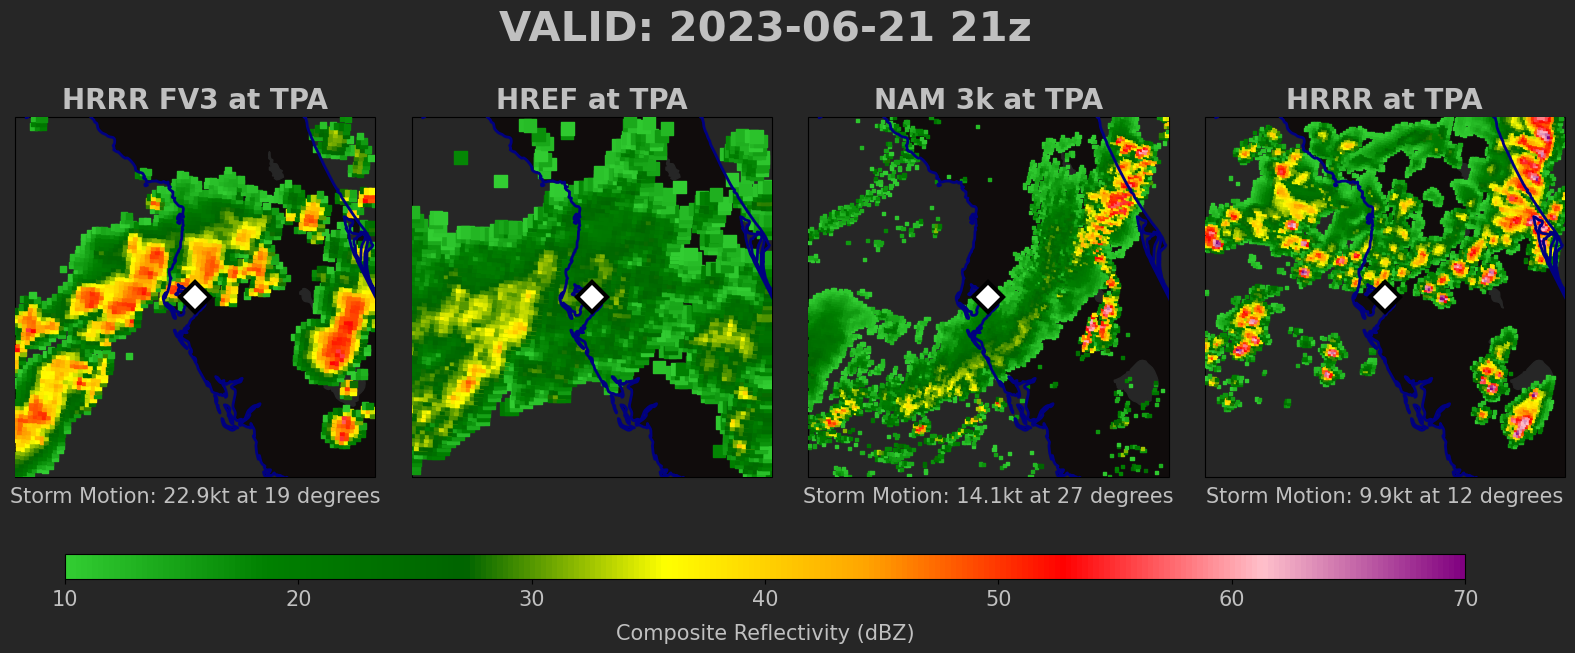 VALID: 2023-06-21 21z
HRRR FV3 at TPA
HREF at TPA
NAM 3k at TPA
HRRR at TPA
Storm Motion: 22.9kt at 19 degrees
Storm Motion: 14.1kt at 27 degrees
Storm Motion: 9.9kt at 12 degrees
10 20 30 40 50 60 70
Composite Reflectivity (dBZ)